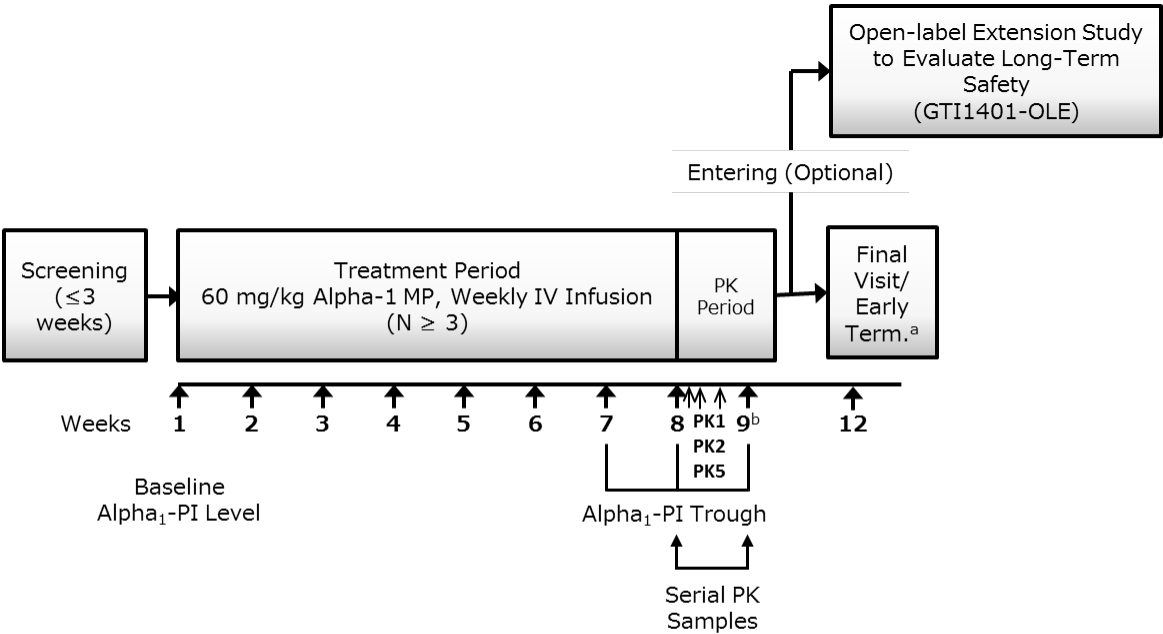 Open-label Extension Study
to Evaluate Long-Term
Safety
(GTI1401-OLE)
Entering (Optional)
Screening
(≤3
weeks)
Treatment Period
60 mg/kg Alpha-1 MP, Weekly IV Infusion
(N ≥ 3)
PK
Period
Final
Visit/
Early
Term.ᵃ
Weeks 1 2 3 4 5 6 7 8 PK1 9ᵇ 12
PK2
PK5
Baseline
Alpha₁-PI Level
Alpha₁-PI Trough
Serial PK
Samples